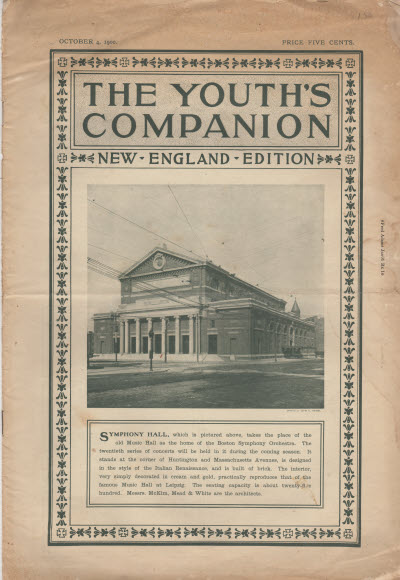 OCTOBER 4, 1900.
PRICE FIVE CENTS.
THE YOUTH'S
COMPANION
NEW · ENGLAND · EDITION
SYMPHONY HALL, which is pictured above, takes the place of the
old Music Hall as the home of the Boston Symphony Orchestra. The
twentieth series of concerts will be held in it during the coming season. It
stands at the corner of Huntington and Massachusetts Avenues, is designed
in the style of the Italian Renaissance, and is built of brick. The interior,
very simply decorated in cream and gold, practically reproduces that of the
famous Music Hall at Leipzig. The seating capacity is about twenty-five
hundred. Messrs. McKim, Mead & White are the architects.